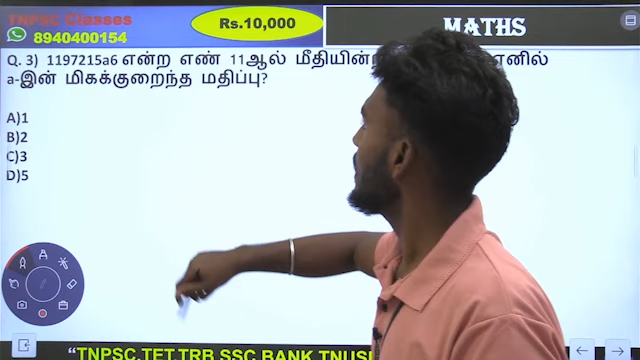 TNPSC Classes
8940400154
Rs.10,000
MATHS
Q. 3) 1197215a6 என்ற எண் 11ஆல் எனில்
a-இன் மிகக்குறைந்த மதிப்பு?
A)1
B)2
C)3
D)5
“TNPSC,TET,TRB,SSC,BANK,